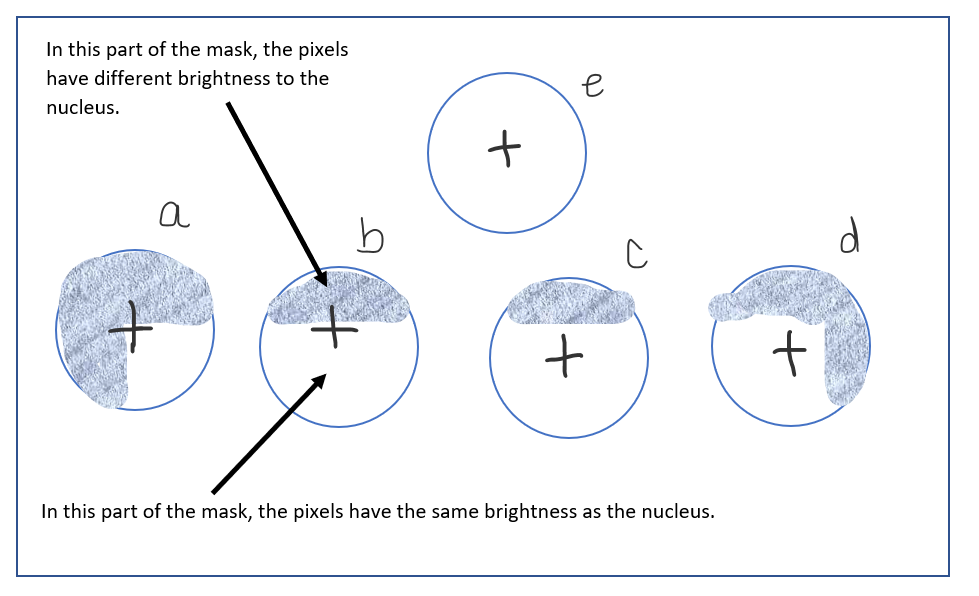 In this part of the mask, the pixels
have different brightness to the
nucleus.
e
a
b
c
d
In this part of the mask, the pixels have the same brightness as the nucleus.